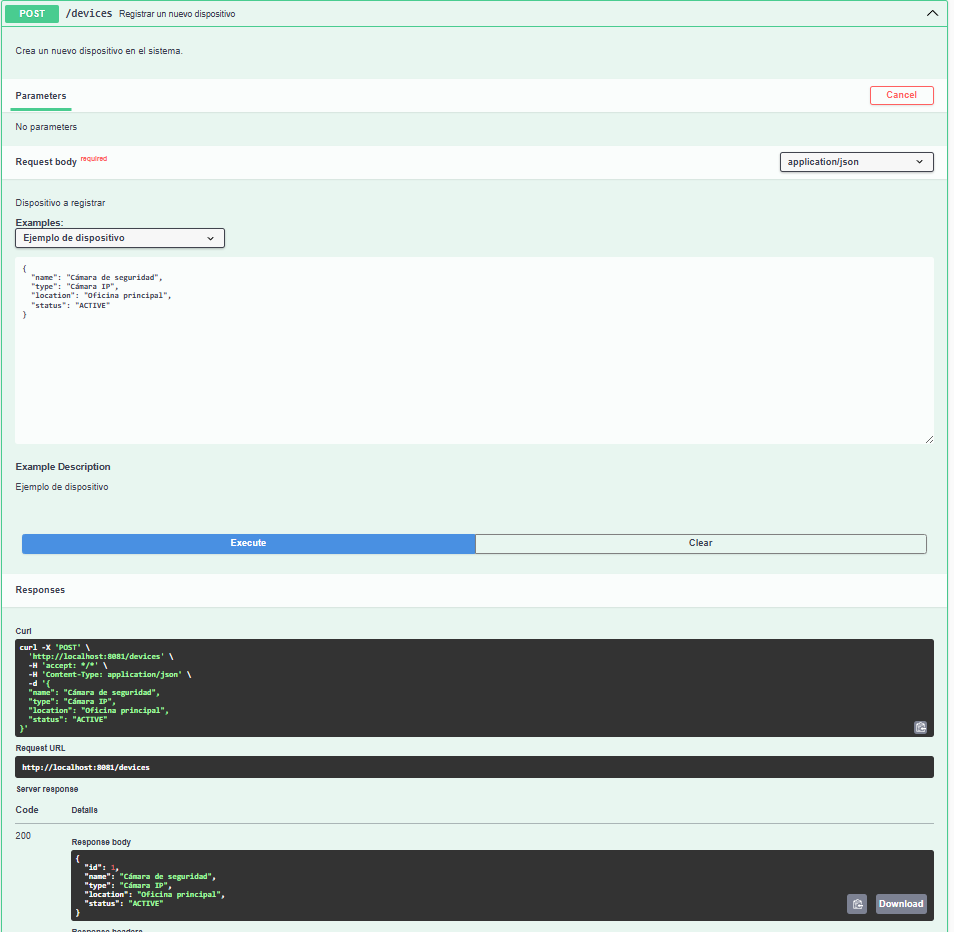 POST /devices Registrar un nuevo dispositivo
Crea un nuevo dispositivo en el sistema.
Parameters
Cancel
No parameters
Request body required
application/json
Dispositivo a registrar
Examples:
Ejemplo de dispositivo
{
  "name": "Cámara de seguridad",
  "type": "Cámara IP",
  "location": "Oficina principal",
  "status": "ACTIVE"
}
Example Description
Ejemplo de dispositivo
Execute
Clear
Responses
Curl
curl -X 'POST' \
  'http://localhost:8081/devices' \
  -H 'accept: */*' \
  -H 'Content-Type: application/json' \
  -d '{
  "name": "Cámara de seguridad",
  "type": "Cámara IP",
  "location": "Oficina principal",
  "status": "ACTIVE"
}'
Request URL
http://localhost:8081/devices
Server response
Code Details
200
Response body
{
  "id": 1,
  "name": "Cámara de seguridad",
  "type": "Cámara IP",
  "location": "Oficina principal",
  "status": "ACTIVE"
}
Download
Response headers